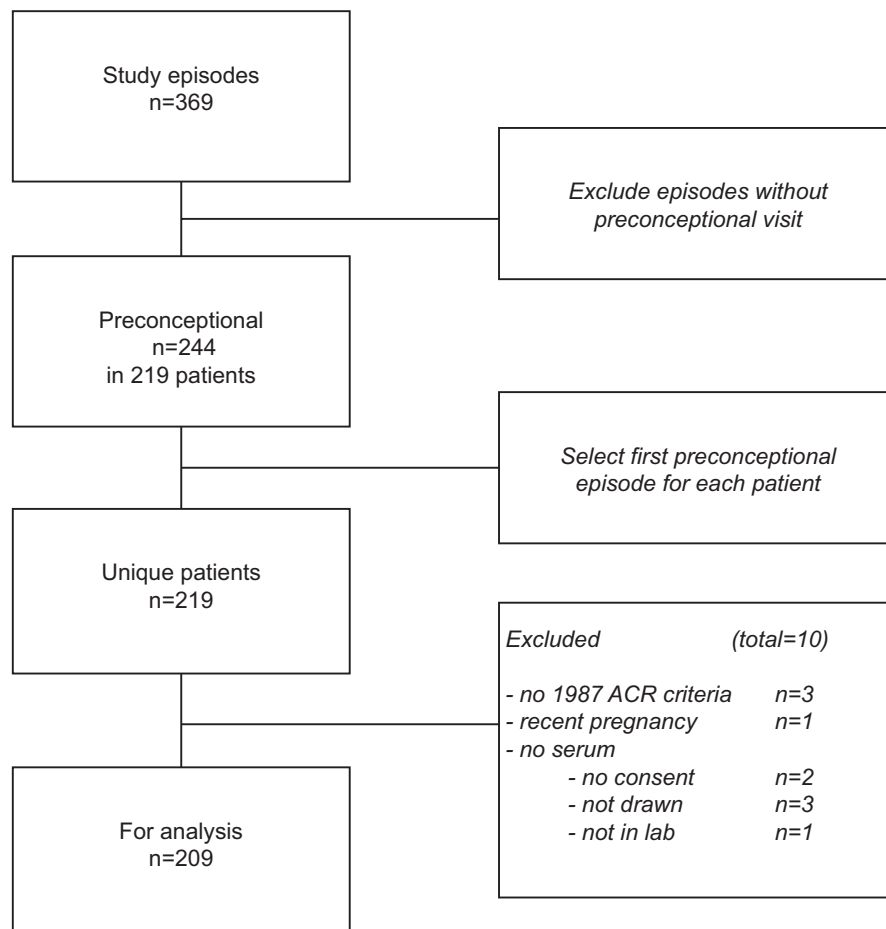 Study episodes
n=369
Exclude episodes without
preconceptional visit
Preconceptional
n=244
in 219 patients
Select first preconceptional
episode for each patient
Unique patients
n=219
Excluded (total=10)
- no 1987 ACR criteria n=3
- recent pregnancy n=1
- no serum
- no consent n=2
- not drawn n=3
- not in lab n=1
For analysis
n=209